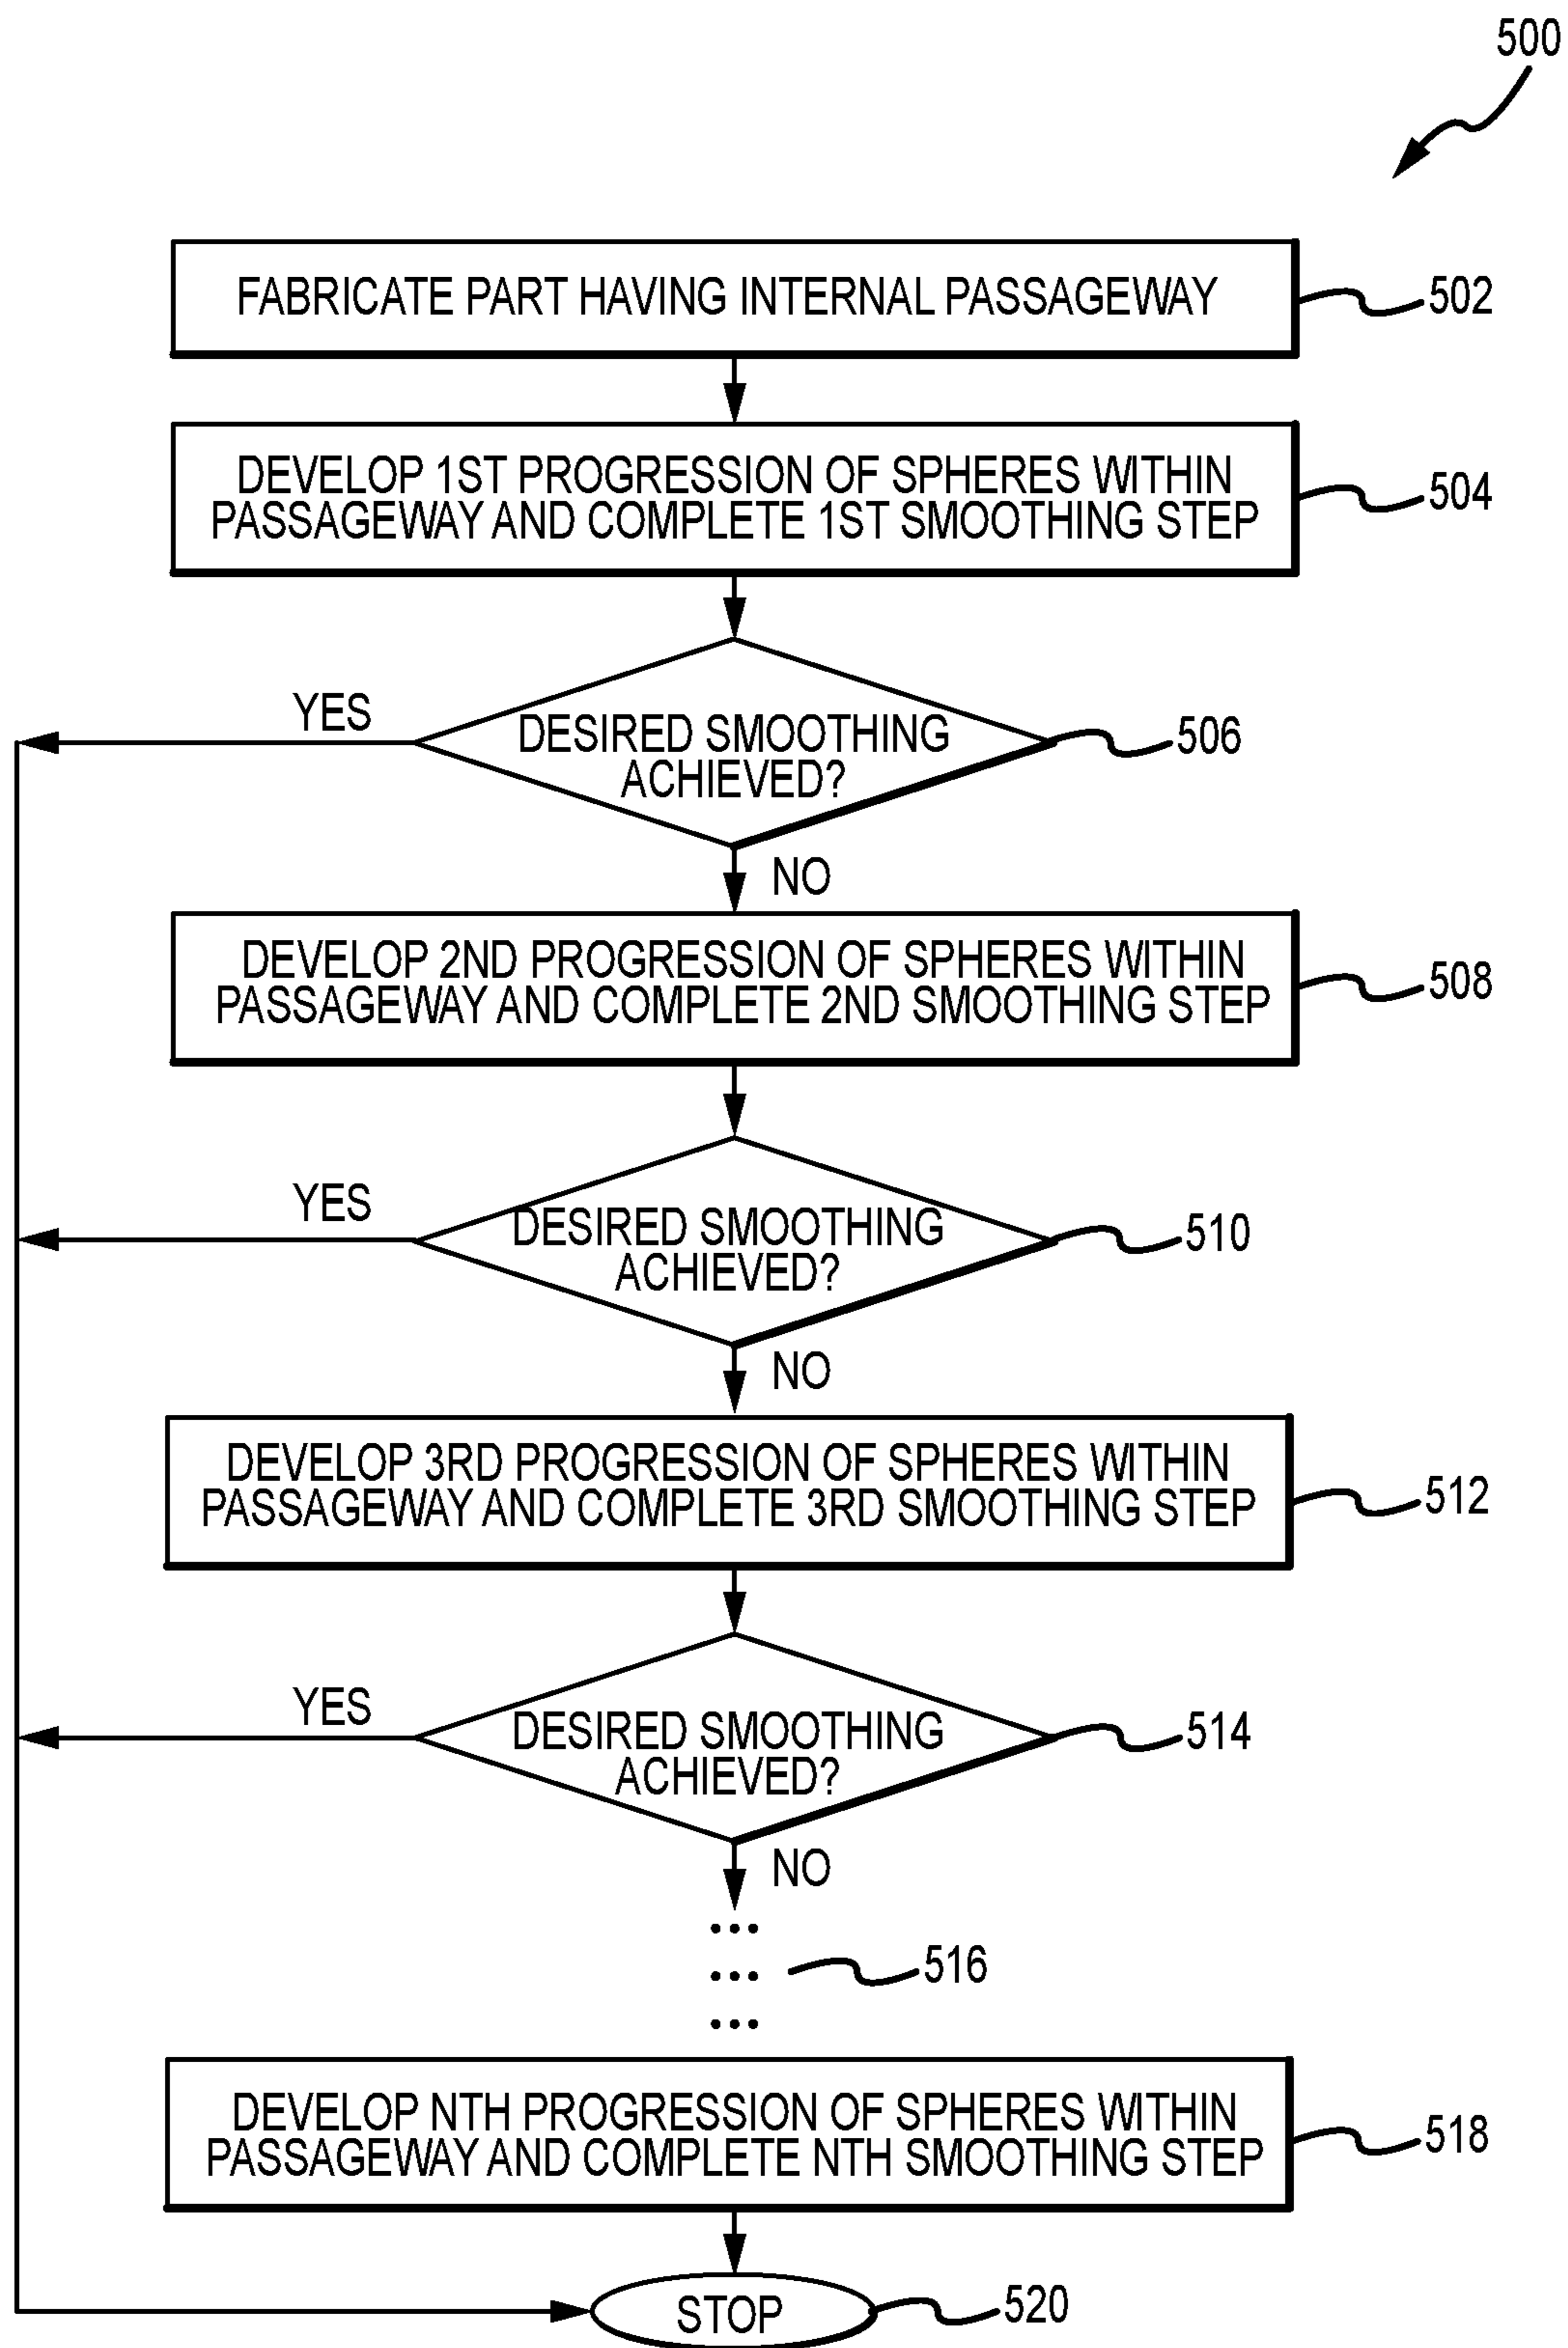 500
FABRICATE PART HAVING INTERNAL PASSAGEWAY
502
DEVELOP 1ST PROGRESSION OF SPHERES WITHIN
PASSAGEWAY AND COMPLETE 1ST SMOOTHING STEP
504
YES
DESIRED SMOOTHING
ACHIEVED?
506
NO
DEVELOP 2ND PROGRESSION OF SPHERES WITHIN
PASSAGEWAY AND COMPLETE 2ND SMOOTHING STEP
508
YES
DESIRED SMOOTHING
ACHIEVED?
510
NO
DEVELOP 3RD PROGRESSION OF SPHERES WITHIN
PASSAGEWAY AND COMPLETE 3RD SMOOTHING STEP
512
YES
DESIRED SMOOTHING
ACHIEVED?
514
NO
...
...
516
...
DEVELOP NTH PROGRESSION OF SPHERES WITHIN
PASSAGEWAY AND COMPLETE NTH SMOOTHING STEP
518
STOP
520